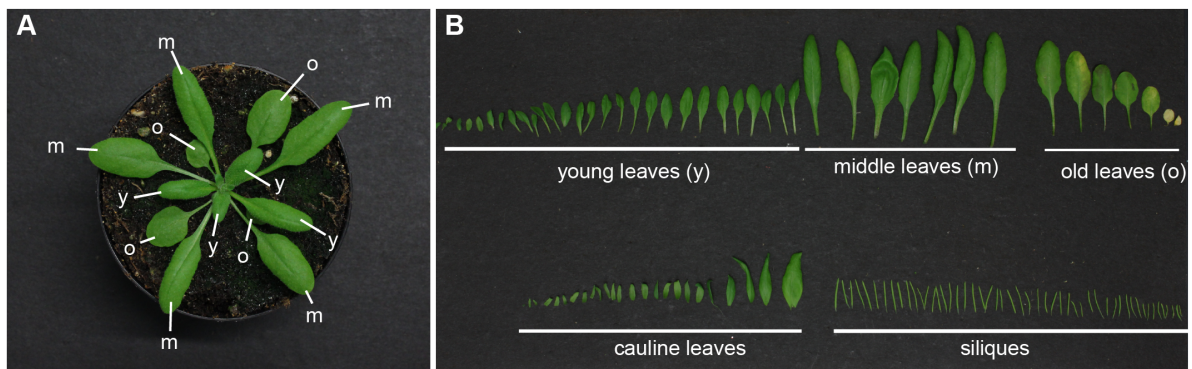 A
m
o
m
m
o
y
y
o
y
o
y
m
m
B
young leaves (y)
middle leaves (m)
old leaves (o)
cauline leaves
siliques